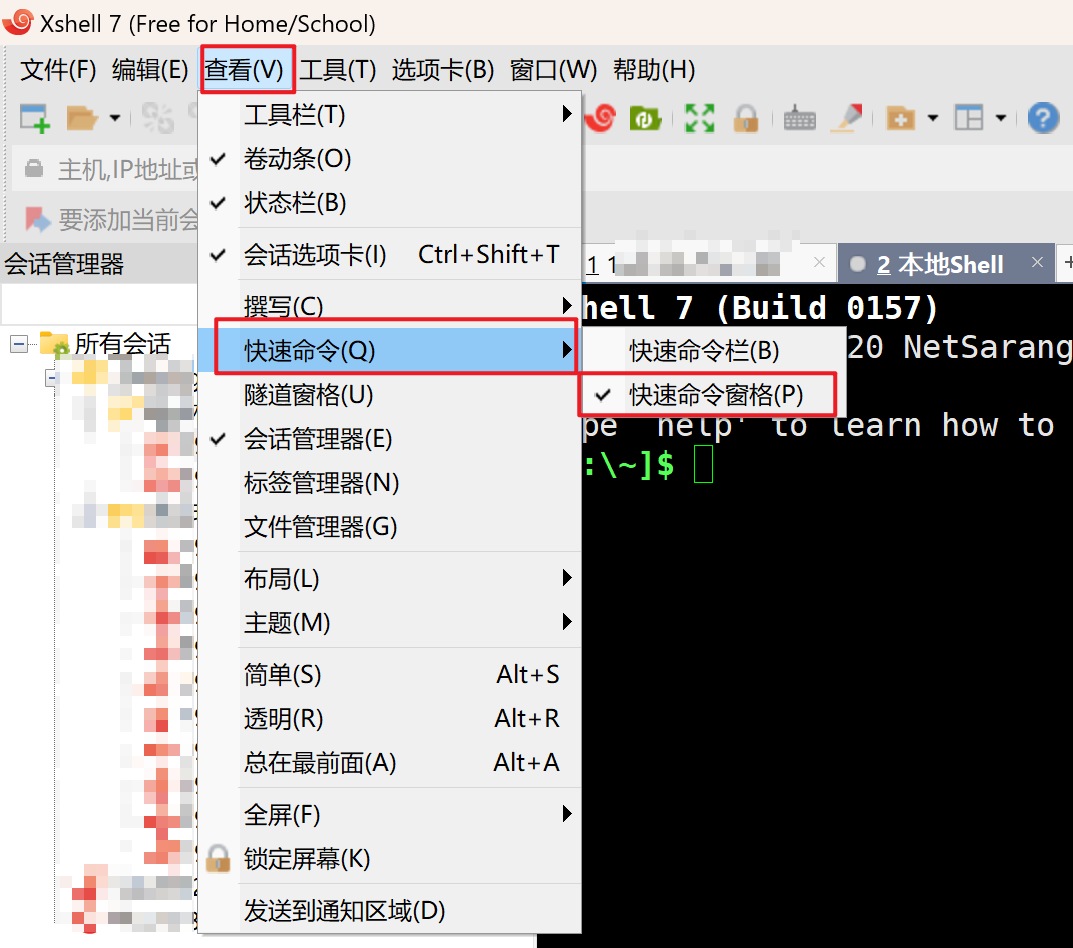 Xshell 7 (Free for Home/School)
文件(F) 编辑(E) 查看(V) 工具(T) 选项卡(B) 窗口(W) 帮助(H)
工具栏(T)
卷动条(O)
主机,IP地址或
状态栏(B)
要添加当前会
会话选项卡(I) Ctrl+Shift+T
会话管理器
1 1
2 本地Shell
撰写(C)
hell 7 (Build 0157)
所有会话
快速命令(Q)
快速命令栏(B)
20 NetSarang
隧道窗格(U)
快速命令窗格(P)
会话管理器(E)
pe `help' to learn how to
标签管理器(N)
:\~]$
文件管理器(G)
布局(L)
主题(M)
简单(S) Alt+S
透明(R) Alt+R
总在最前面(A) Alt+A
全屏(F)
锁定屏幕(K)
发送到通知区域(D)